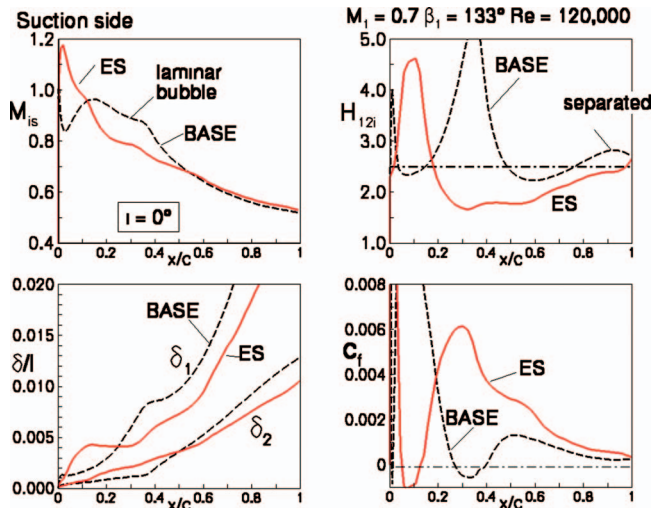 Suction side
M1 = 0.7 β1 = 133° Re = 120,000
1.2
1.0
Mis
0.8
0.6
0.4
ES
laminar
bubble
BASE
ı = 0°
0 0.2 0.4 0.6 0.8 1
x/c
5.0
4.0
H12i
3.0
2.0
1.0
BASE
separated
ES
0 0.2 0.4 0.6 0.8 1
x/c
0.020
0.015
δ/l
0.010
0.005
0.000
BASE
δ1
ES
δ2
0 0.2 0.4 0.6 0.8 1
x/c
0.008
0.006
0.004
cf
0.002
0
ES
BASE
0 0.2 0.4 0.6 0.8 1
x/c